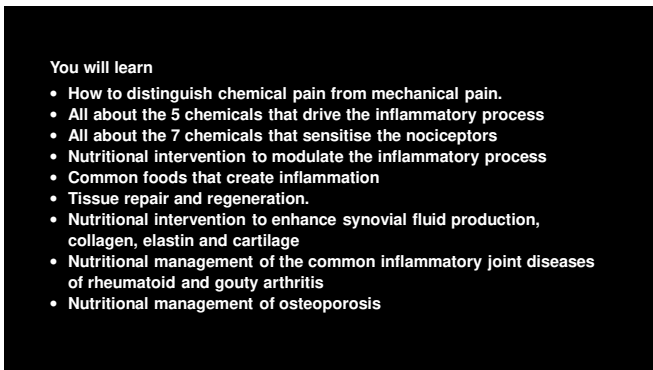 You will learn
• How to distinguish chemical pain from mechanical pain.
• All about the 5 chemicals that drive the inflammatory process
• All about the 7 chemicals that sensitise the nociceptors
• Nutritional intervention to modulate the inflammatory process
• Common foods that create inflammation
• Tissue repair and regeneration.
• Nutritional intervention to enhance synovial fluid production,
collagen, elastin and cartilage
• Nutritional management of the common inflammatory joint diseases
of rheumatoid and gouty arthritis
• Nutritional management of osteoporosis